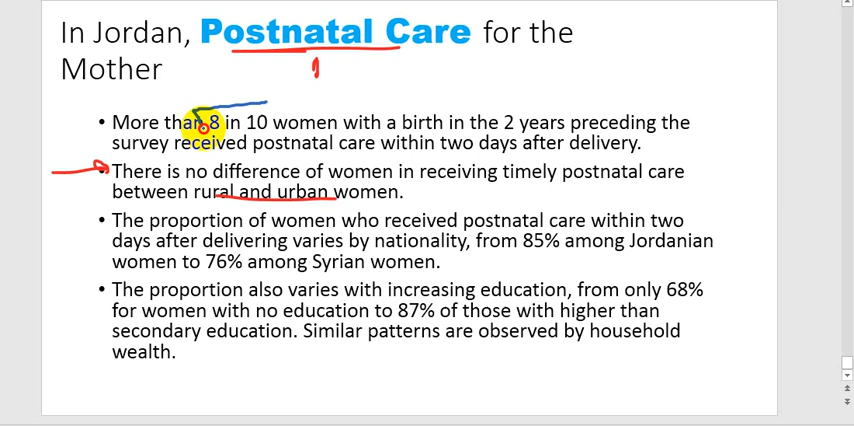 In Jordan, Postnatal Care for the
Mother
• More than 8 in 10 women with a birth in the 2 years preceding the
survey received postnatal care within two days after delivery.
• There is no difference of women in receiving timely postnatal care
between rural and urban women.
• The proportion of women who received postnatal care within two
days after delivering varies by nationality, from 85% among Jordanian
women to 76% among Syrian women.
• The proportion also varies with increasing education, from only 68%
for women with no education to 87% of those with higher than
secondary education. Similar patterns are observed by household
wealth.